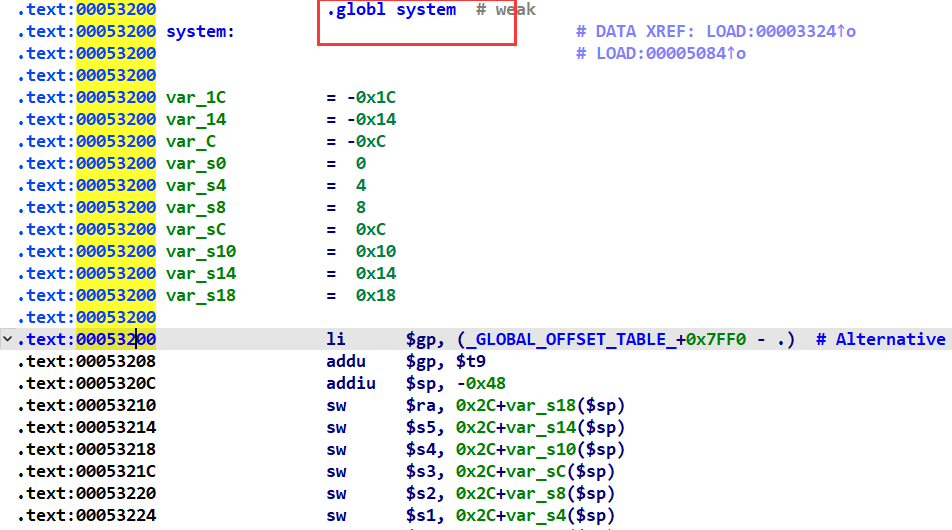 .text:00053200 .globl system # weak
.text:00053200 system: # DATA XREF: LOAD:00003324↑o
.text:00053200 # LOAD:00005084↑o
.text:00053200
.text:00053200 var_1C = -0x1C
.text:00053200 var_14 = -0x14
.text:00053200 var_C = -0xC
.text:00053200 var_s0 = 0
.text:00053200 var_s4 = 4
.text:00053200 var_s8 = 8
.text:00053200 var_sC = 0xC
.text:00053200 var_s10 = 0x10
.text:00053200 var_s14 = 0x14
.text:00053200 var_s18 = 0x18
.text:00053200
.text:00053200 li $gp, (_GLOBAL_OFFSET_TABLE_+0x7FF0 - .) # Alternative
.text:00053208 addu $gp, $t9
.text:0005320C addiu $sp, -0x48
.text:00053210 sw $ra, 0x2C+var_s18($sp)
.text:00053214 sw $s5, 0x2C+var_s14($sp)
.text:00053218 sw $s4, 0x2C+var_s10($sp)
.text:0005321C sw $s3, 0x2C+var_sC($sp)
.text:00053220 sw $s2, 0x2C+var_s8($sp)
.text:00053224 sw $s1, 0x2C+var_s4($sp)